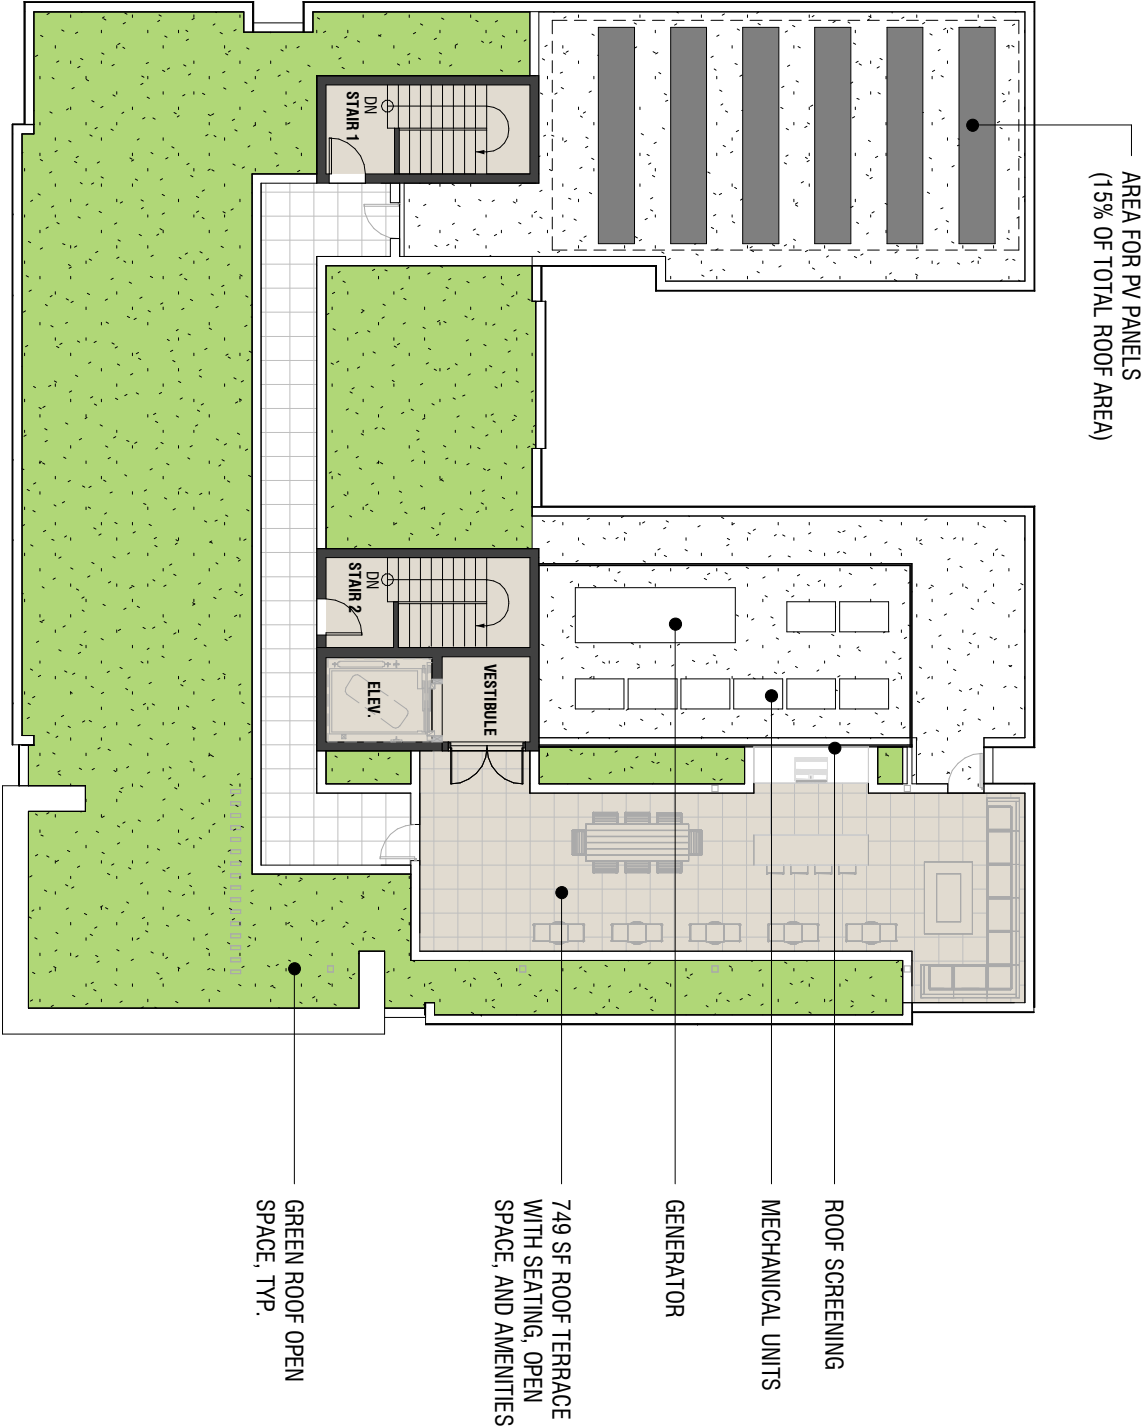 AREA FOR PV PANELS
(15% OF TOTAL ROOF AREA)
DN
STAIR 1
DN
STAIR 2
VESTIBULE
ELEV.
ROOF SCREENING
MECHANICAL UNITS
GENERATOR
749 SF ROOF TERRACE
WITH SEATING, OPEN
SPACE, AND AMENITIES
GREEN ROOF OPEN
SPACE, TYP.